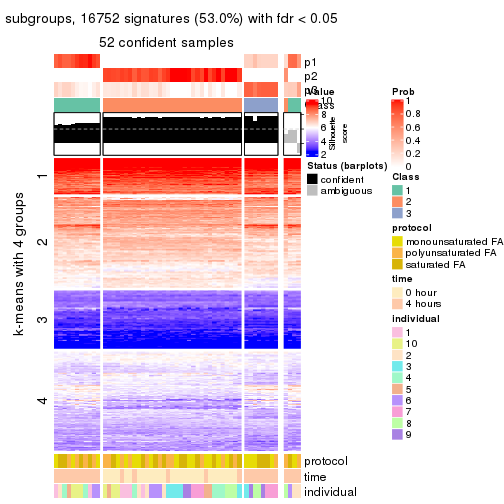 subgroups, 16752 signatures (53.0%) with fdr < 0.05
52 confident samples
p1
p2
p3
Class
Silhouette
score
k-means with 4 groups
1
2
3
4
protocol
time
individual
Value
10
8
6
4
2
Status (barplots)
confident
ambiguous
Prob
1
0.8
0.6
0.4
0.2
0
Class
1
2
3
protocol
monounsaturated FA
polyunsaturated FA
saturated FA
time
0 hour
4 hours
individual
1
10
2
3
4
5
6
7
8
9